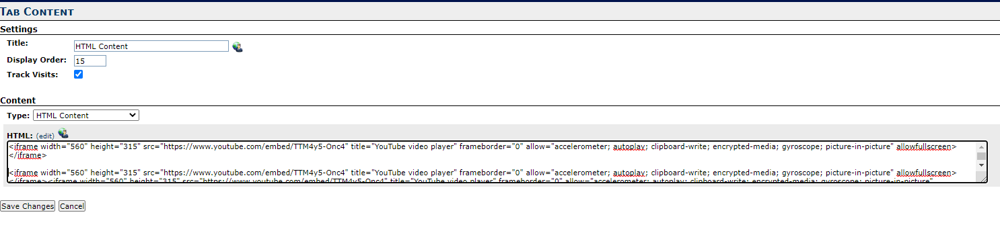 TAB CONTENT
Settings
Title: HTML Content
Display Order: 15
Track Visits:
Content
Type: HTML Content
HTML: (edit)
<iframe width="560" height="315" src="https://www.youtube.com/embed/TTM4y5-Onc4" title="YouTube video player" frameborder="0" allow="accelerometer; autoplay; clipboard-write; encrypted-media; gyroscope; picture-in-picture" allowfullscreen>
</iframe>
<iframe width="560" height="315" src="https://www.youtube.com/embed/TTM4y5-Onc4" title="YouTube video player" frameborder="0" allow="accelerometer; autoplay; clipboard-write; encrypted-media; gyroscope; picture-in-picture" allowfullscreen>
</iframe><iframe width="560" height="315" src="https://www.youtube.com/embed/TTM4y5-Onc4" title="YouTube video player" frameborder="0" allow="accelerometer; autoplay; clipboard-write; encrypted-media; gyroscope; picture-in-picture"
Save Changes Cancel